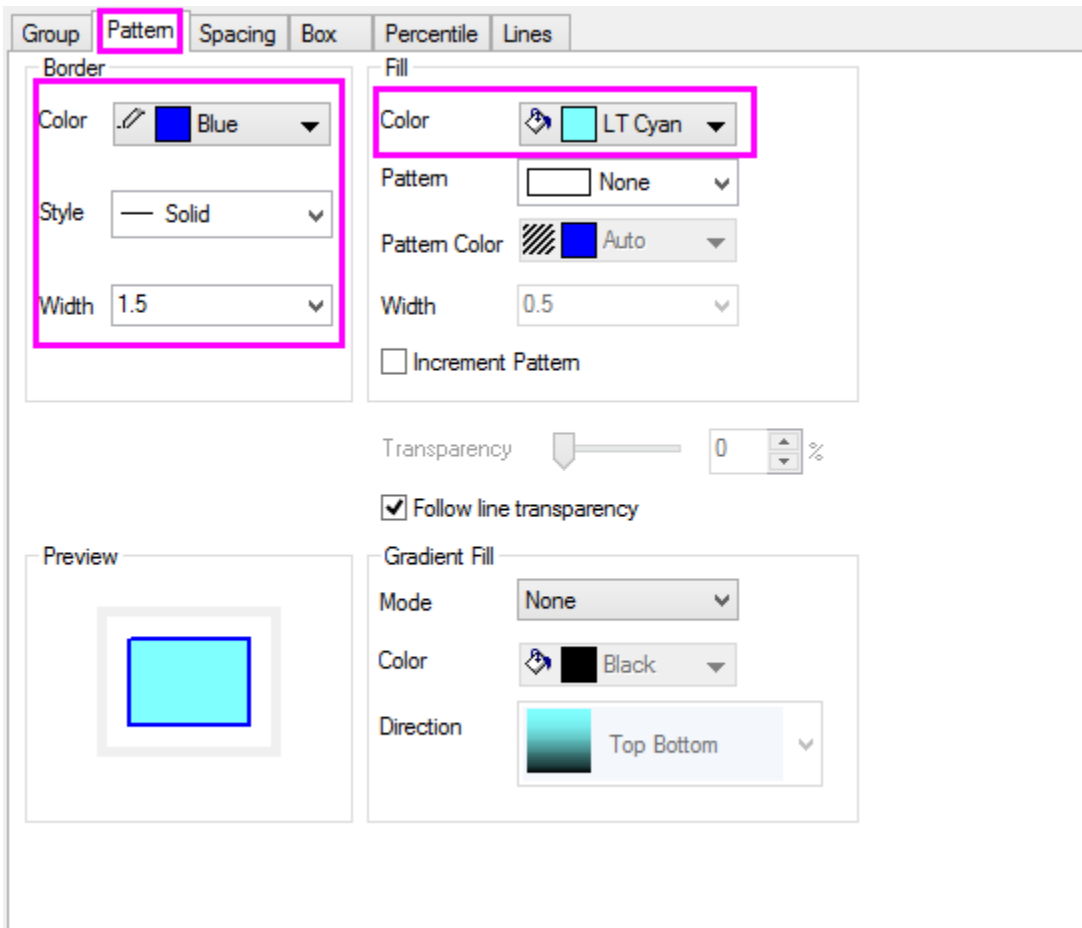 Group Pattern Spacing Box Percentile Lines
Border
Color Blue
Style Solid
Width 1.5
Fill
Color LT Cyan
Pattern None
Pattern Color Auto
Width 0.5
Increment Pattern
Transparency 0 %
Follow line transparency
Preview
Gradient Fill
Mode None
Color Black
Direction Top Bottom